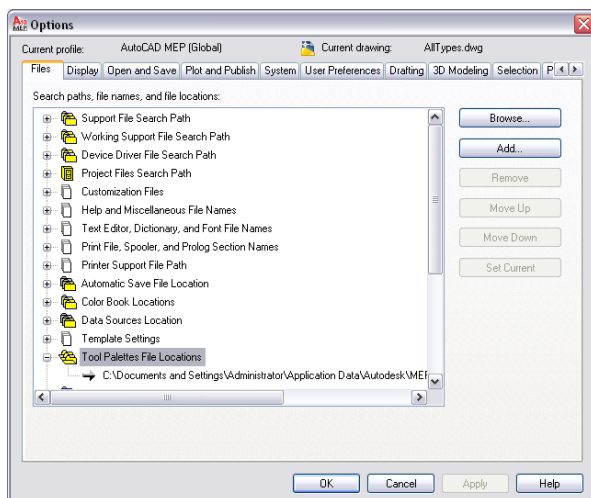 Options
Current profile: AutoCAD MEP (Global) Current drawing: AllTypes.dwg
Files Display Open and Save Plot and Publish System User Preferences Drafting 3D Modeling Selection P
Search paths, file names, and file locations:
Support File Search Path
Browse...
Working Support File Search Path
Add...
Device Driver File Search Path
Project Files Search Path
Remove
Customization Files
Help and Miscellaneous File Names
Move Up
Text Editor, Dictionary, and Font File Names
Move Down
Print File, Spooler, and Prolog Section Names
Printer Support File Path
Set Current
Automatic Save File Location
Color Book Locations
Data Sources Location
Template Settings
Tool Palettes File Locations
C:\Documents and Settings\Administrator\Application Data\Autodesk\MEP
OK Cancel Apply Help